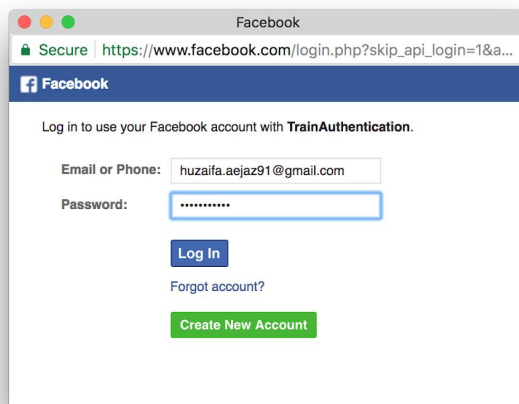 Facebook
Secure https://www.facebook.com/login.php?skip_api_login=1&a...
f Facebook
Log in to use your Facebook account with TrainAuthentication.
Email or Phone: huzaifa.aejaz91@gmail.com
Password: •••••••••••
Log In
Forgot account?
Create New Account